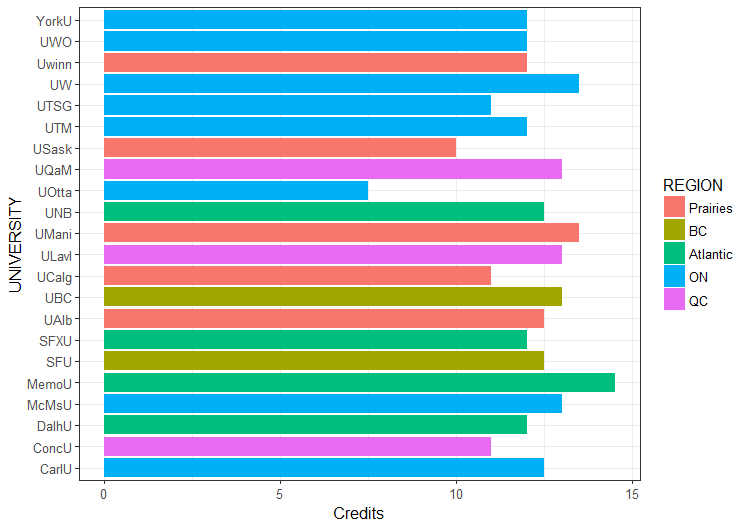 YorkU
UWO
Uwinn
UW
UTSG
UTM
USask
UQaM
UOtta
UNB
UMani
ULavl
UCalg
UBC
UAlb
SFXU
SFU
MemoU
McMsU
DalhU
ConcU
CarlU
UNIVERSITY
0 5 10 15
Credits
REGION
Prairies
BC
Atlantic
ON
QC